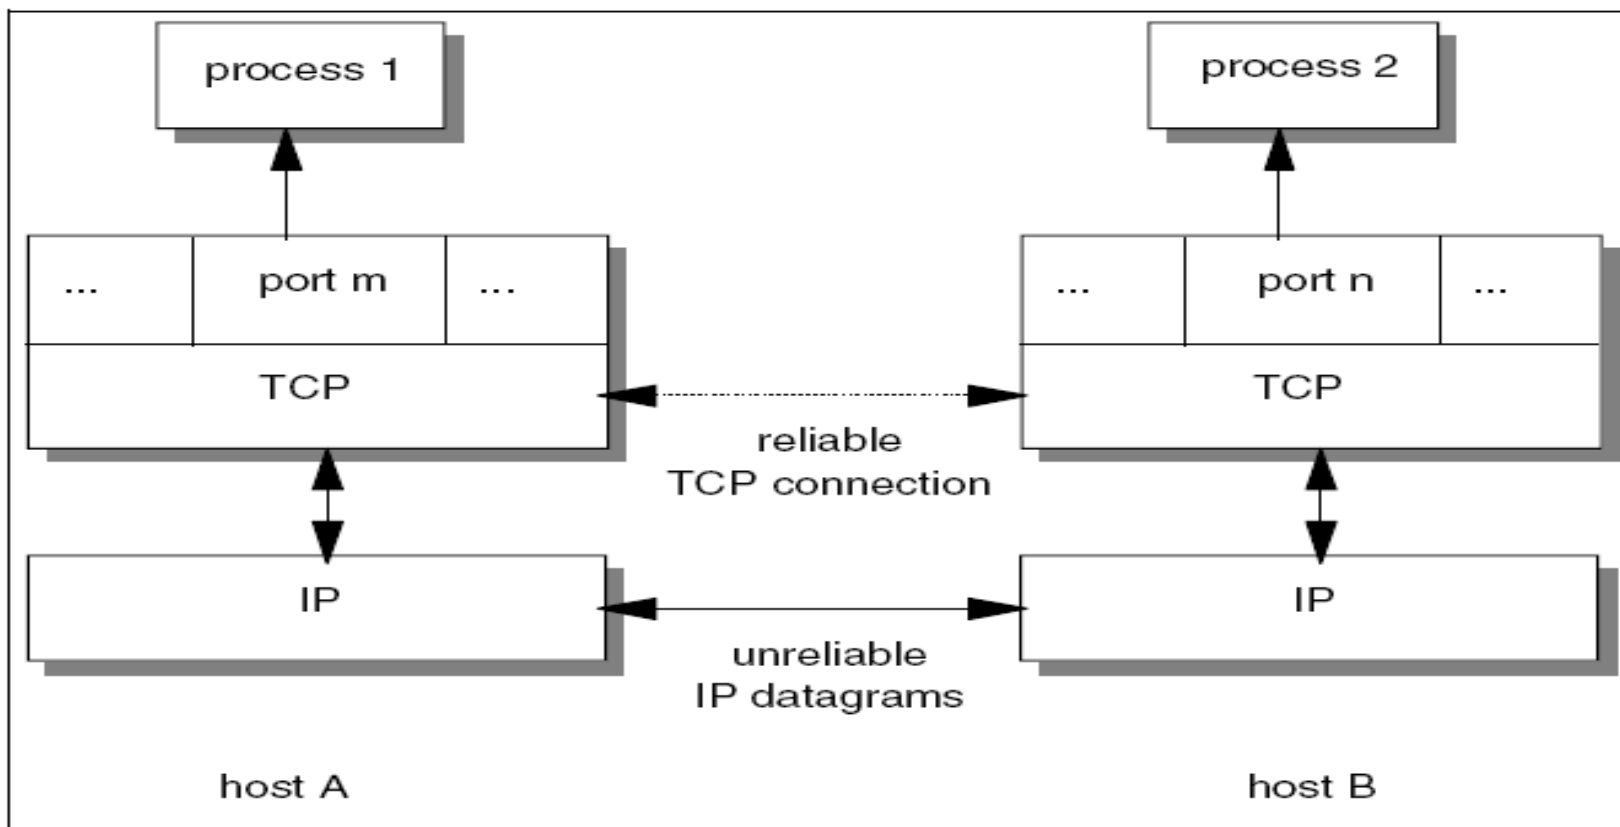 process 1
process 2
... port m ...
... port n ...
TCP
TCP
reliable
TCP connection
IP
IP
unreliable
IP datagrams
host A
host B